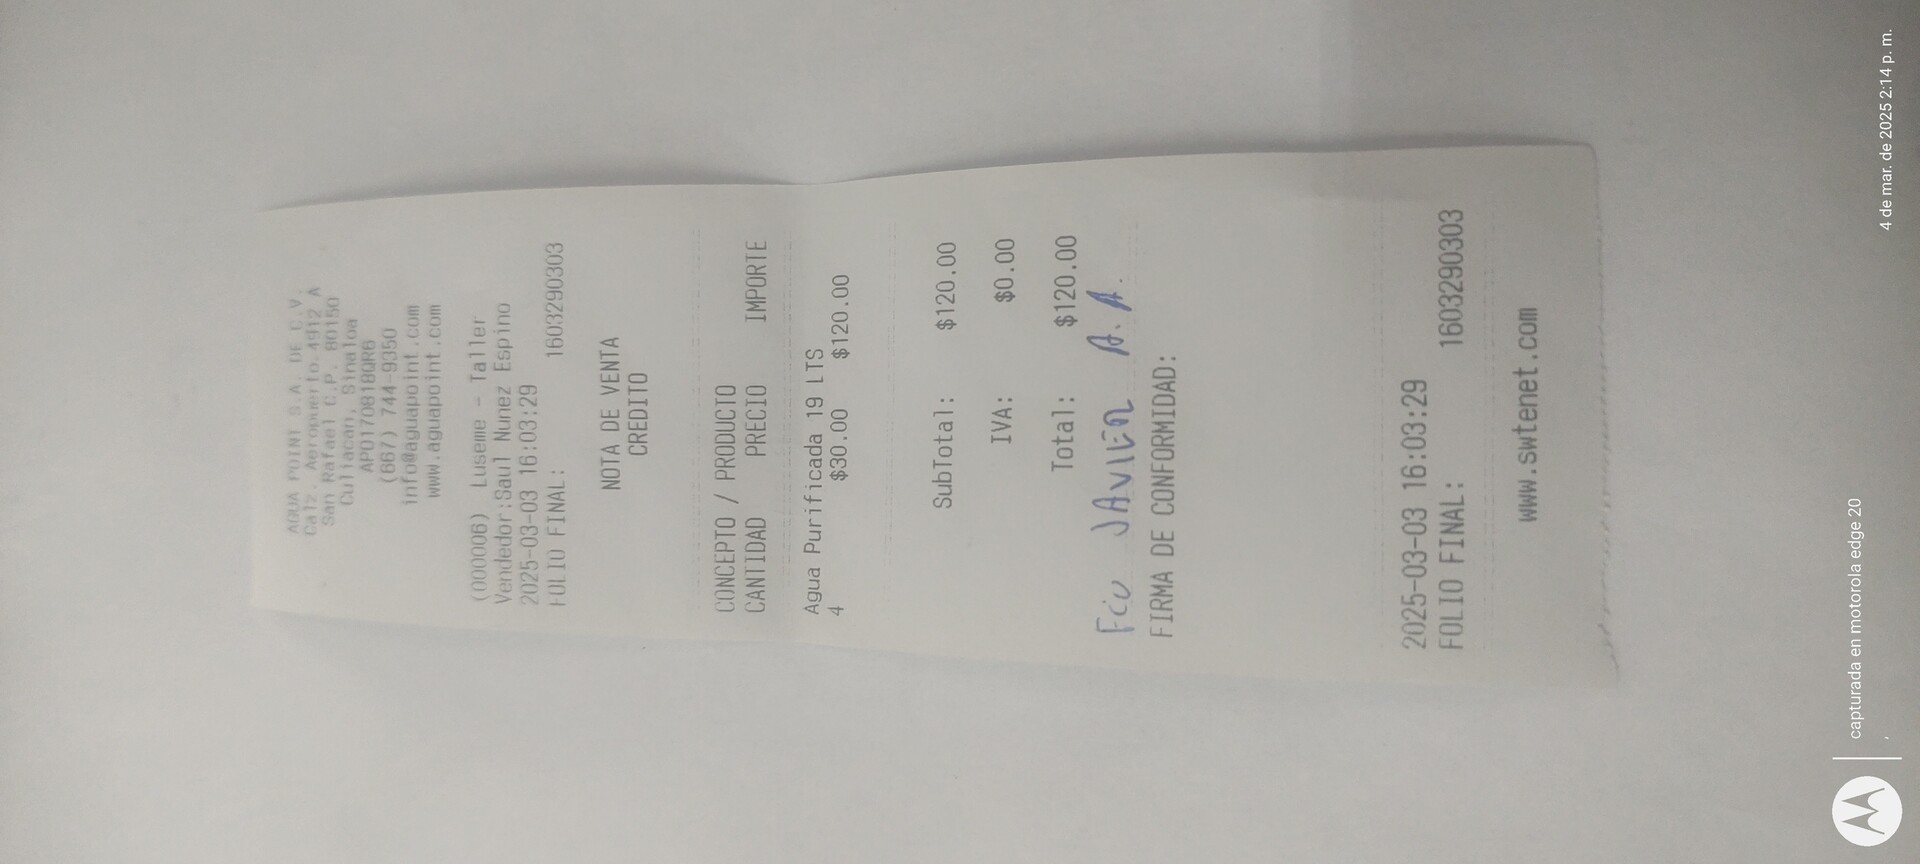 AGUA POINT S.A. DE C.V.
Calz. Aeropuerto 4912 A
San Rafael C.P. 80150
Culiacan, Sinaloa
APO170818QR6
(667) 744-9350
info@aguapoint.com
www.aguapoint.com
(000006) Luseme - Taller
Vendedor:Saul Nunez Espino
2025-03-03 16:03:29
FOLIO FINAL: 1603290303
NOTA DE VENTA
CREDITO
CONCEPTO / PRODUCTO
CANTIDAD PRECIO IMPORTE
Agua Purificada 19 LTS
4 $30.00 $120.00
SubTotal: $120.00
IVA: $0.00
Total: $120.00
Fco JAVIER A. A.
FIRMA DE CONFORMIDAD:
2025-03-03 16:03:29
FOLIO FINAL: 1603290303
www.swtenet.com
capturada en motorola edge 20
4 de mar. de 2025 2:14 p. m.